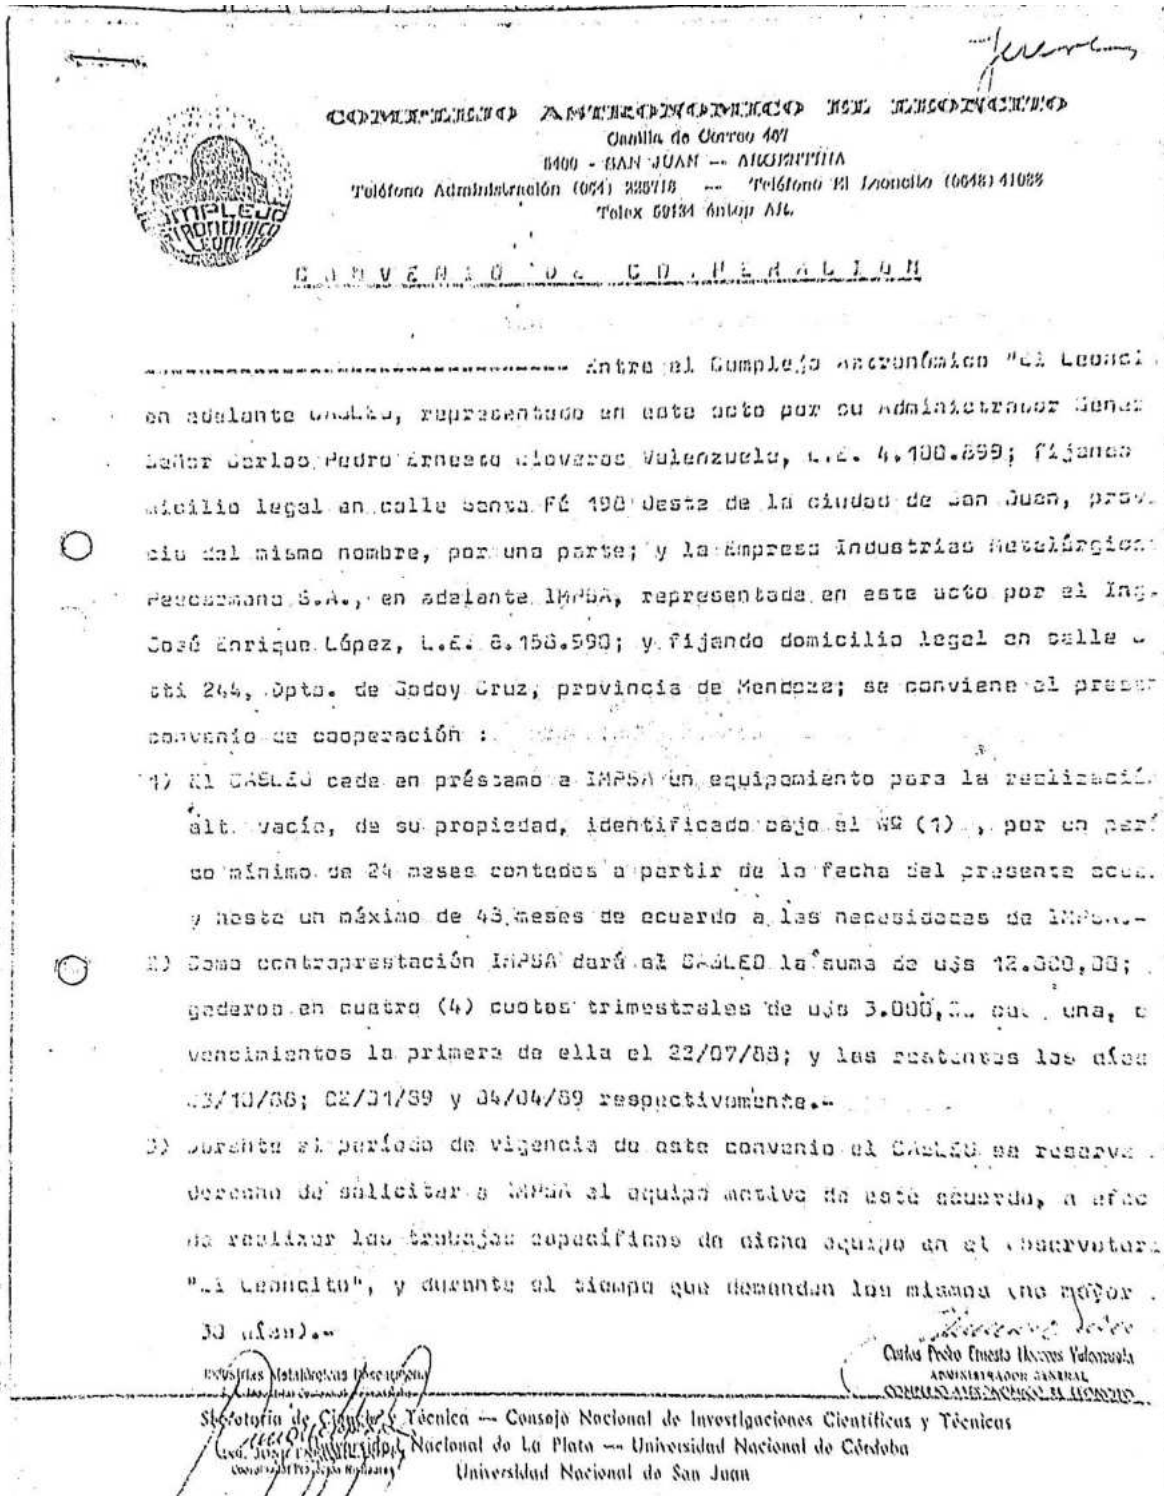 COMPLEJO ASTRONOMICO EL LEONCITO
Casilla de Correo 467
5400 - SAN JUAN -- ARGENTINA
Teléfono Administración (064) -- Teléfono El Leoncito (0648) 41088
Telex 59134 Antop Ar.
COMPLEJO
ASTRONOMICO
LEONCITO
CONVENIO DE COOPERACION
Entre el Complejo Astronómico "El Leonci
en adelante CASLEO, representado en este acto por su Administrador Gener
Señor Carlos Pedro Ernesto Valenzuela, L.E. 4.100.899; fijando
micilio legal en calle Santa Fé 198 Oeste de la ciudad de San Juan, prov
cia del mismo nombre, por una parte; y la Empresa Industrias Metalúrgica
Pescarmona S.A., en adelante IMPSA, representada en este acto por el Ing.
José Enrique López, L.E. 8.158.590; y fijando domicilio legal en calle
tti 244, Dpto. de Godoy Cruz, provincia de Mendoza; se conviene el presen
convenio de cooperación :
1) El CASLEO cede en préstamo a IMPSA un equipamiento para la realización
alt vacío, de su propiedad, identificado bajo el Nº (1) , por un perí
do mínimo de 24 meses contados a partir de la fecha del presente acue
y hasta un máximo de 48 meses de acuerdo a las necesidades de IMPSA.-
2) Como contraprestación IMPSA dará al CASLEO la suma de u$s 12.000,00;
gaderos en cuatro (4) cuotas trimestrales de u$s 3.000, una, c
vencimientos la primera de ella el 22/07/88; y las restantes los días
03/10/88; 02/01/89 y 04/04/89 respectivamente.-
3) Durante el período de vigencia de este convenio el CASLEO se reserva
derecho de solicitar a IMPSA el equipo motivo de este acuerdo, a efec
de realizar los trabajos específicos de dicho equipo en el Observatori
"El Leoncito", y durante el tiempo que demanden los mismos (no mayor
30 días).-
Carlos Pedro Ernesto Valenzuela
ADMINISTRADOR GENERAL
COMPLEJO ASTRONOMICO EL LEONCITO
Industrias Metalúrgicas Pescarmona
Secretaría de Ciencia y Técnica -- Consejo Nacional de Investigaciones Científicas y Técnicas
Universidad Nacional de La Plata -- Universidad Nacional de Córdoba
Universidad Nacional de San Juan